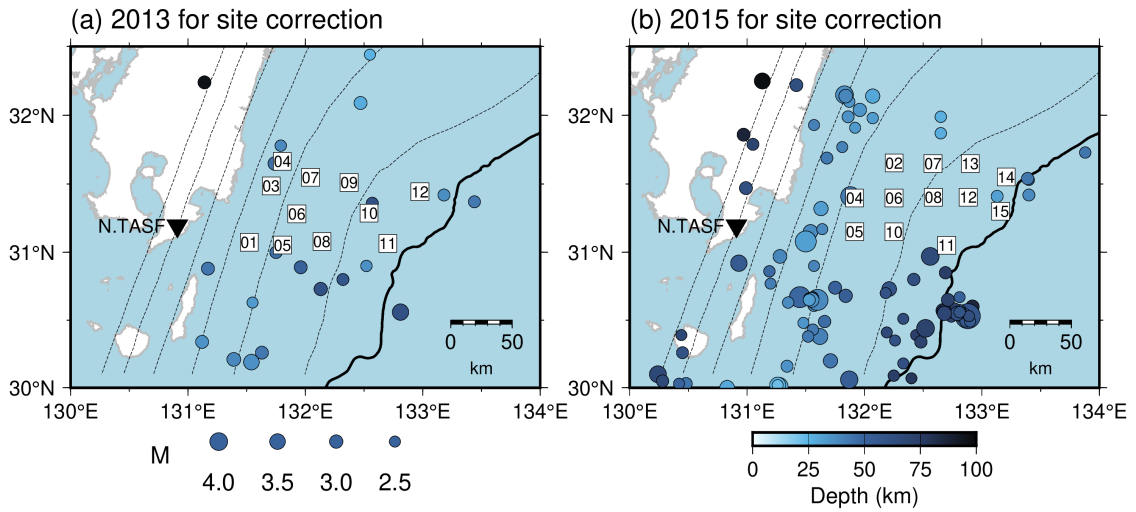 (a) 2013 for site correction
(b) 2015 for site correction
32°N
31°N
30°N
130°E
131°E
132°E
133°E
134°E
N.TASF
04
07
03
09
12
06
10
01
05
08
11
0 50
km
32°N
31°N
30°N
130°E
131°E
132°E
133°E
134°E
N.TASF
02
07
13
14
04
06
08
12
15
05
10
11
0 50
km
M
4.0
3.5
3.0
2.5
0 25 50 75 100
Depth (km)